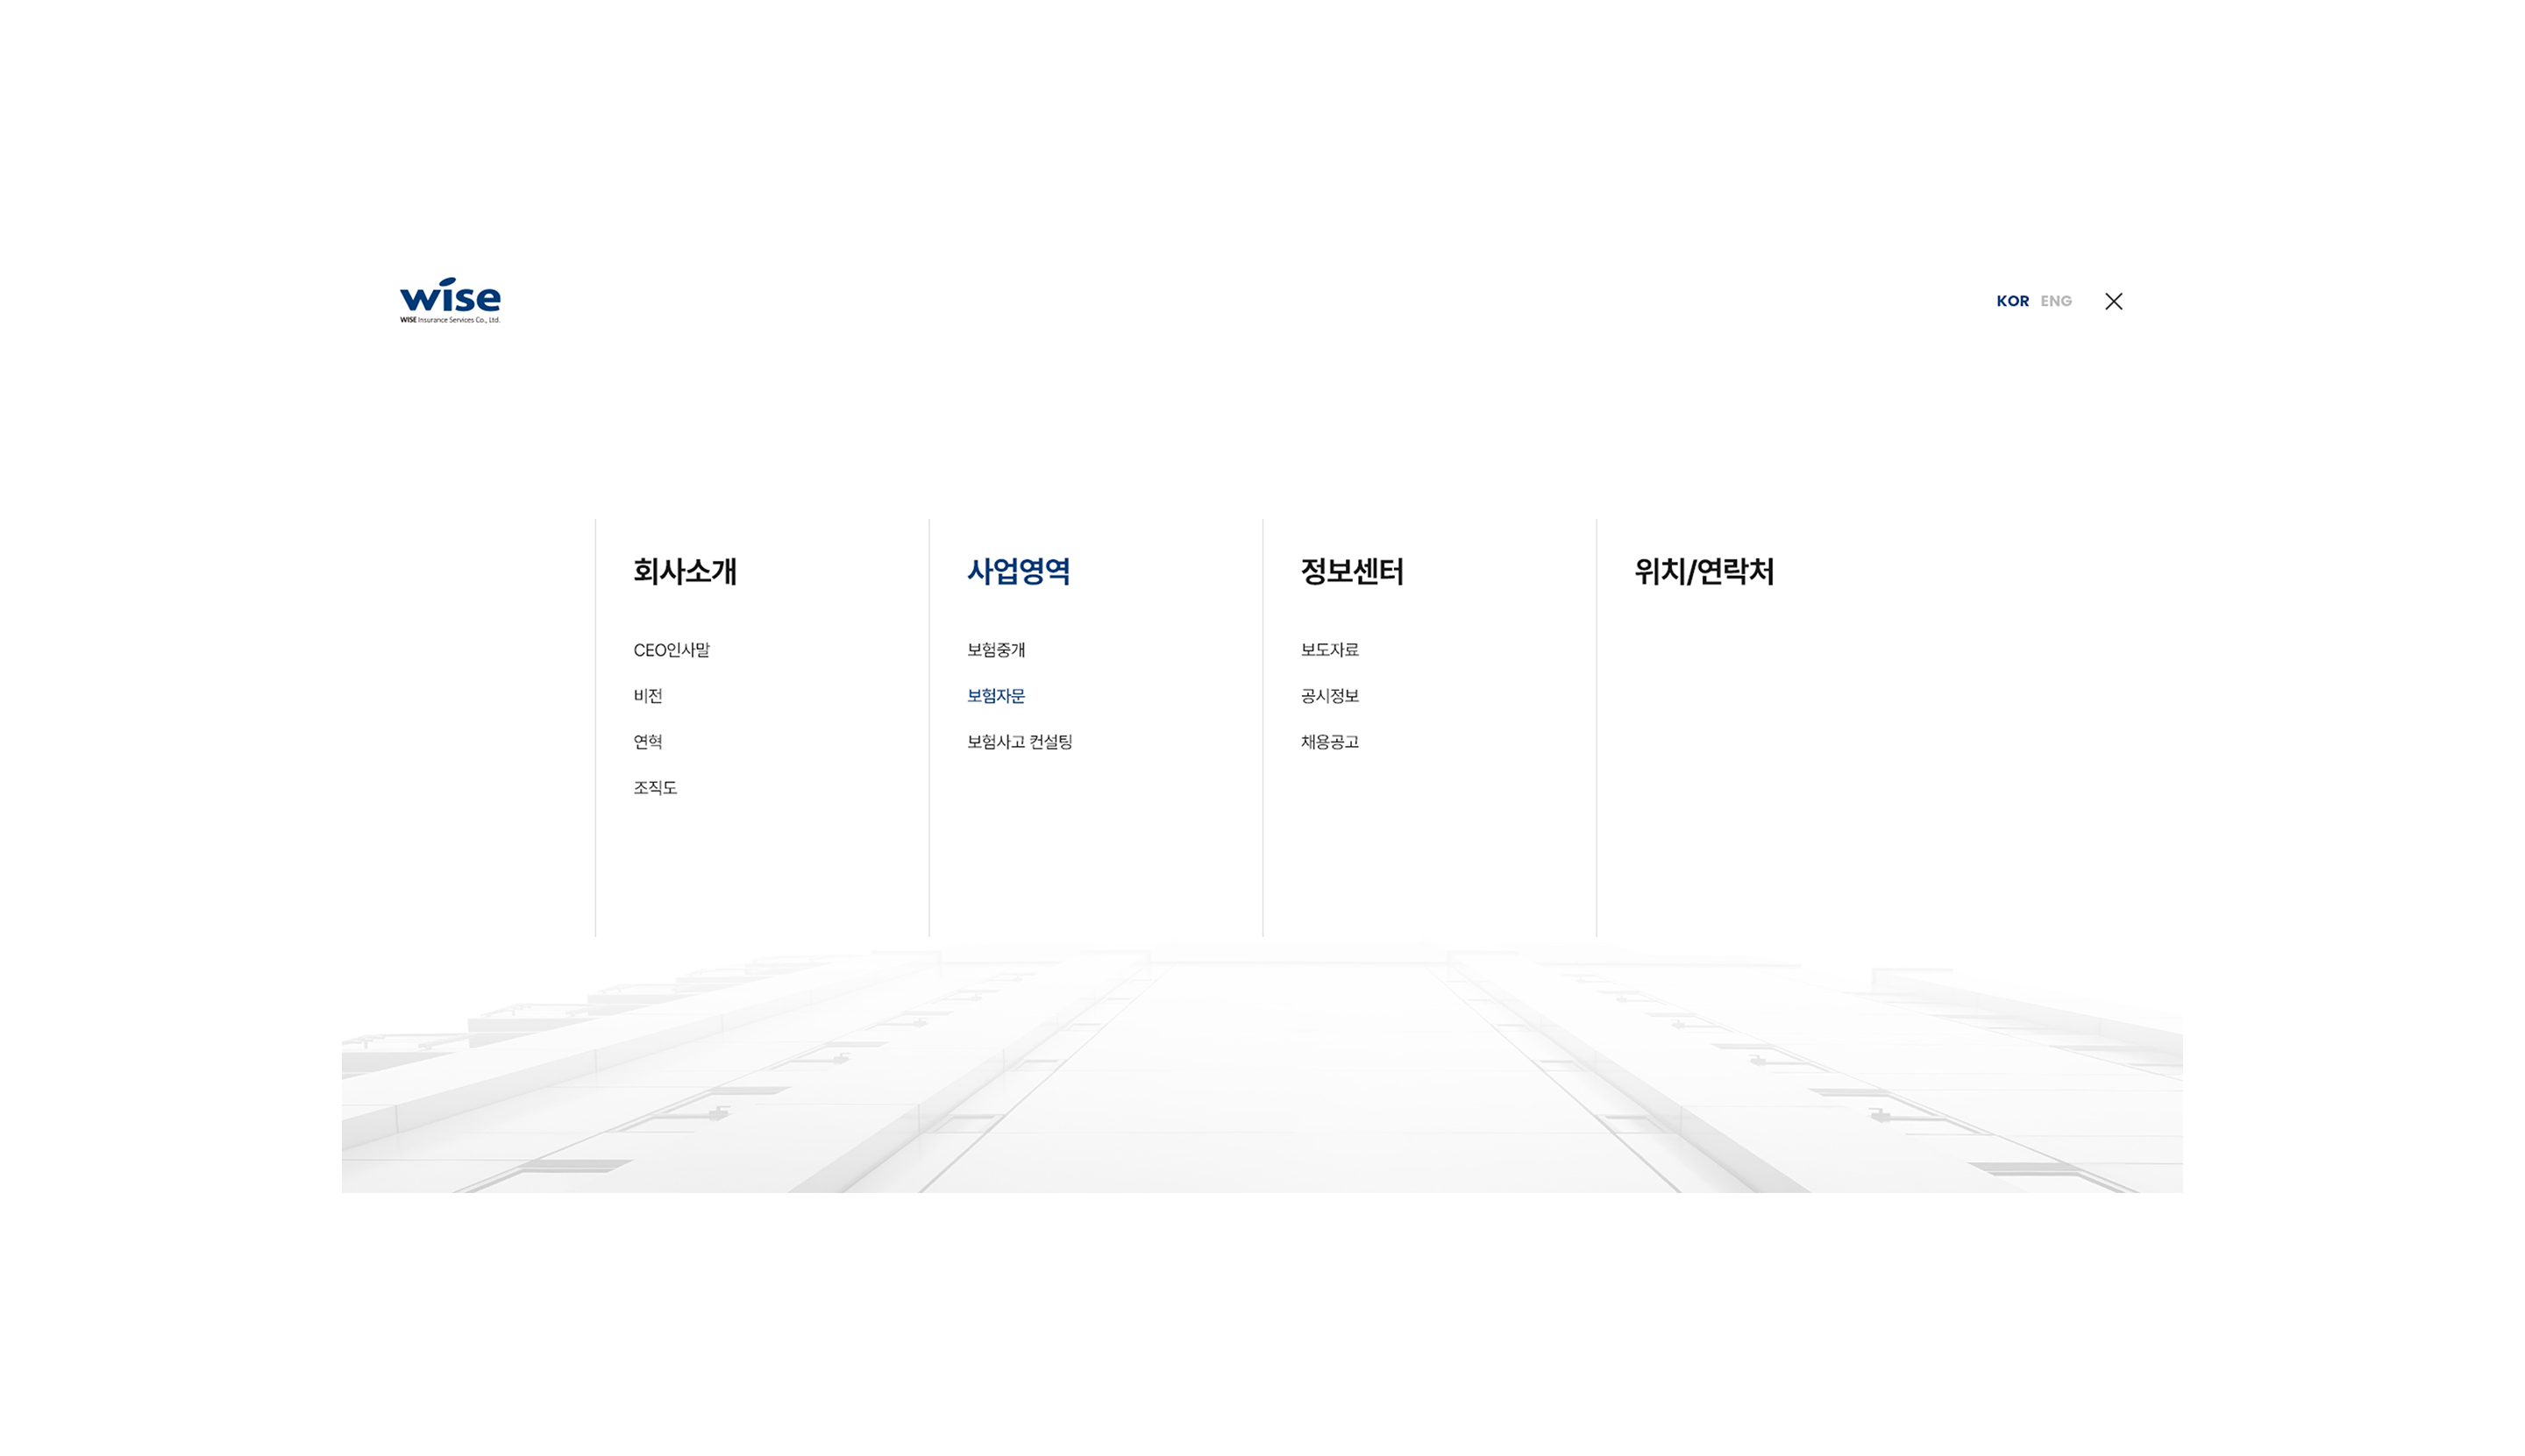 wise
WISE Insurance Services Co., Ltd.
KOR ENG
회사소개
CEO인사말
비전
연혁
조직도
사업영역
보험중개
보험자문
보험사고 컨설팅
정보센터
보도자료
공시정보
채용공고
위치/연락처